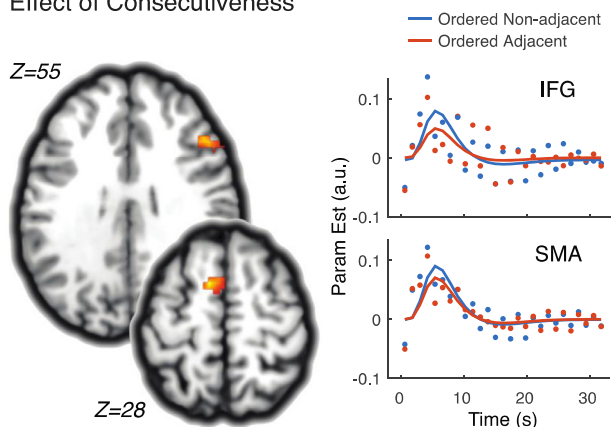 Effect of Consecutiveness
Ordered Non-adjacent
Ordered Adjacent
Z=55
Z=28
IFG
0.1
0
-0.1
Param Est (a.u.)
SMA
0.1
0
-0.1
0 10 20 30
Time (s)